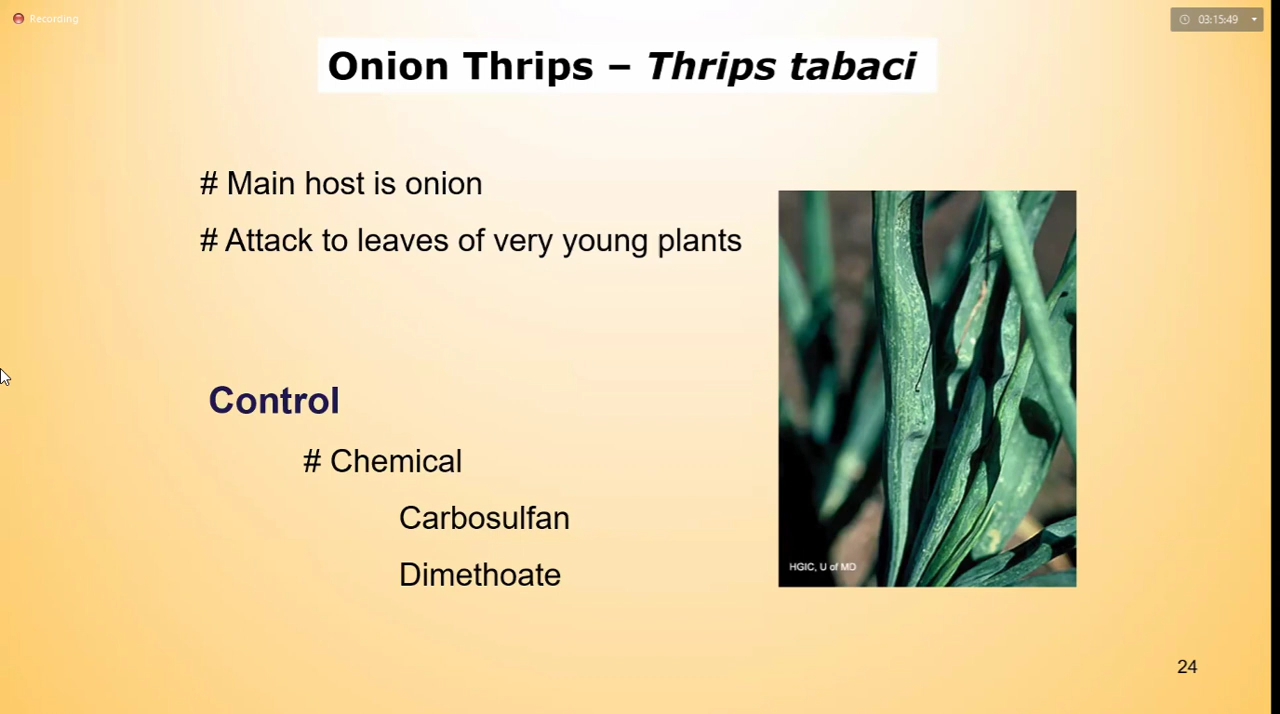 Recording
03:15:49
Onion Thrips – Thrips tabaci
# Main host is onion
# Attack to leaves of very young plants
Control
# Chemical
Carbosulfan
Dimethoate
HGIC, U of MD
24